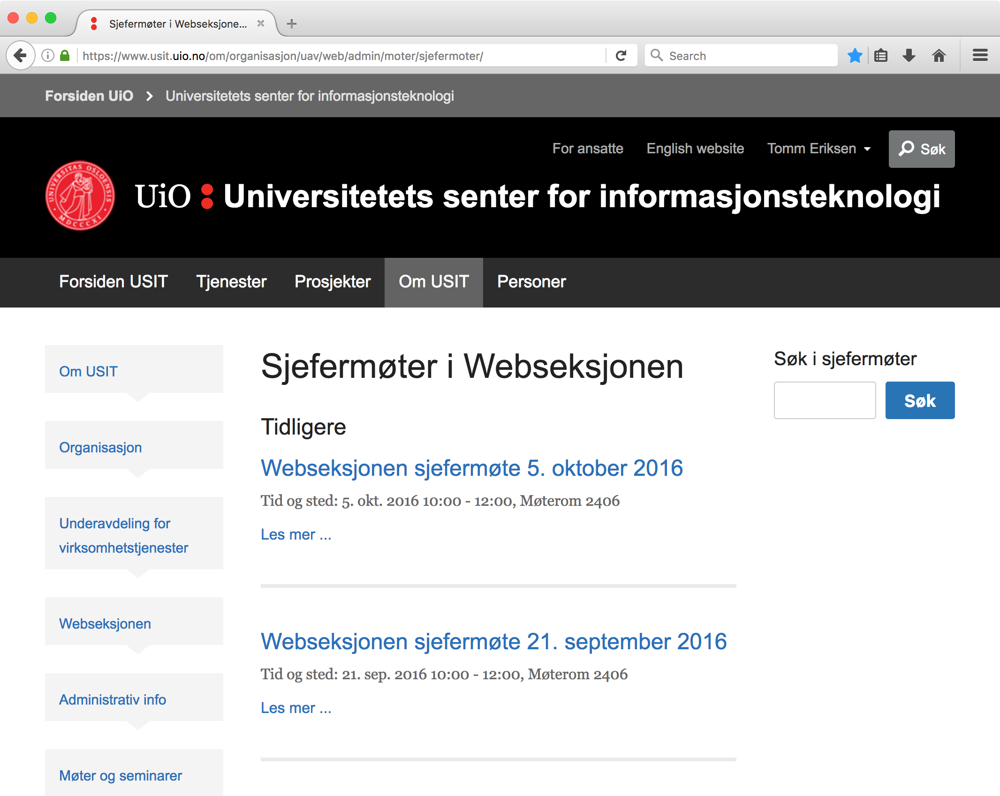 Sjefermøter i Webseksjone...
https://www.usit.uio.no/om/organisasjon/uav/web/admin/moter/sjefermoter/
Search
Forsiden UiO
Universitetets senter for informasjonsteknologi
For ansatte
English website
Tomm Eriksen
Søk
UNIVERSITAS OSLOENSIS
MDCCCXI
UiO : Universitetets senter for informasjonsteknologi
Forsiden USIT
Tjenester
Prosjekter
Om USIT
Personer
Om USIT
Organisasjon
Underavdeling for
virksomhetstjenester
Webseksjonen
Administrativ info
Møter og seminarer
Sjefermøter i Webseksjonen
Tidligere
Webseksjonen sjefermøte 5. oktober 2016
Tid og sted: 5. okt. 2016 10:00 - 12:00, Møterom 2406
Les mer ...
Webseksjonen sjefermøte 21. september 2016
Tid og sted: 21. sep. 2016 10:00 - 12:00, Møterom 2406
Les mer ...
Søk i sjefermøter
Søk